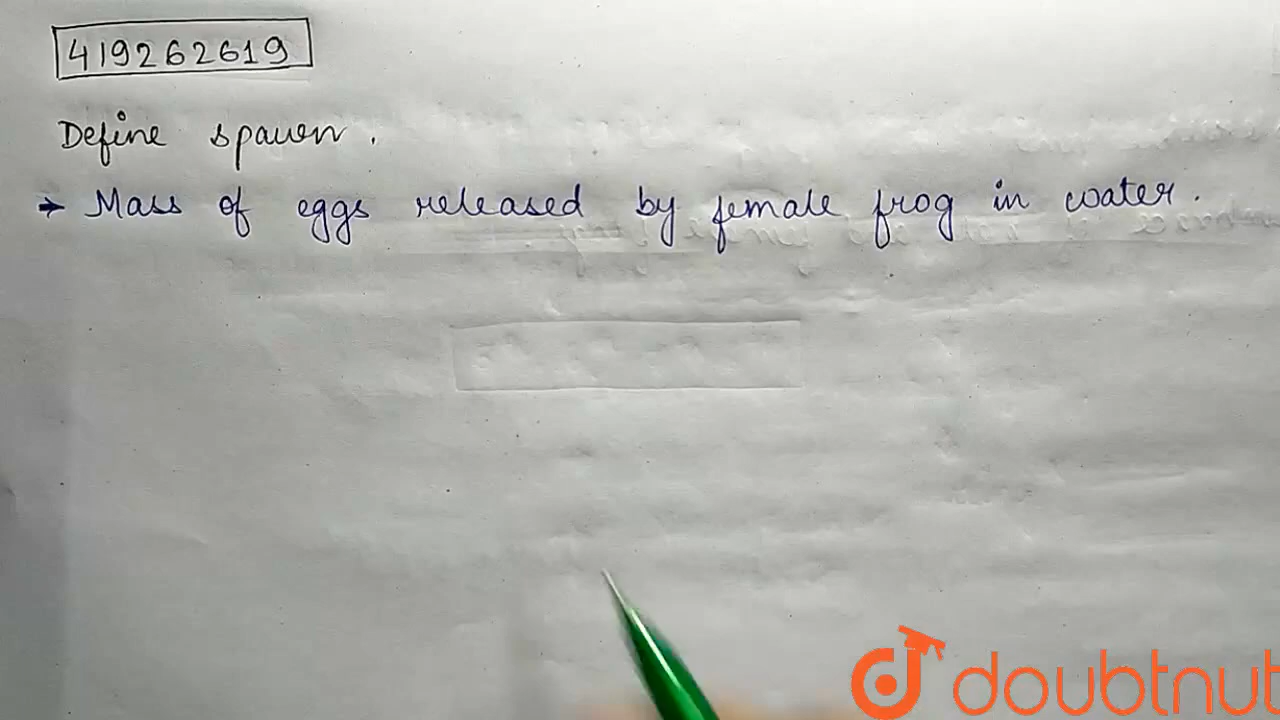 419262619
Define spawn.
→ Mass of eggs released by female frog in water.
doubtnut